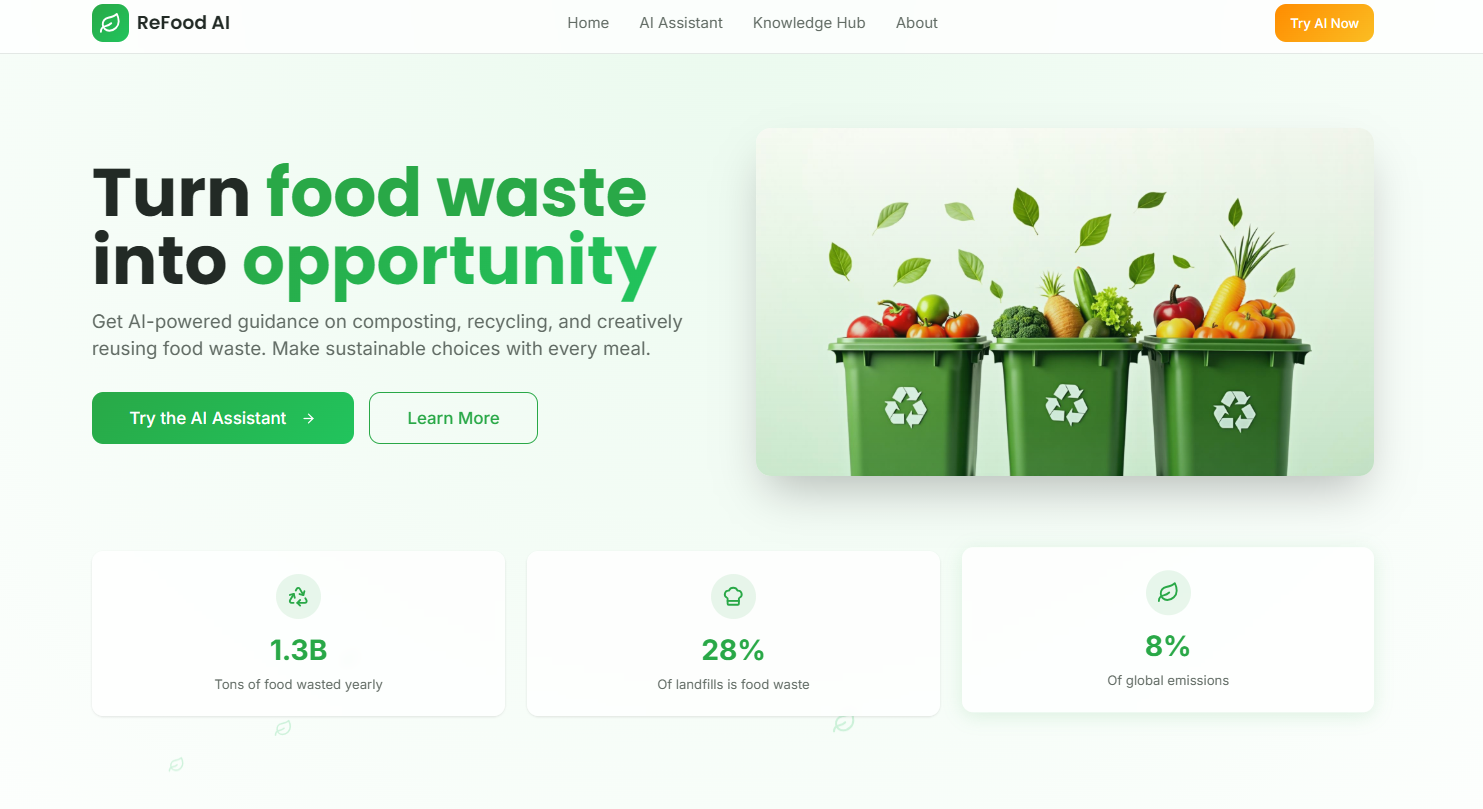 ReFood AI
Home
AI Assistant
Knowledge Hub
About
Try AI Now
Turn food waste
into opportunity
Get AI-powered guidance on composting, recycling, and creatively
reusing food waste. Make sustainable choices with every meal.
Try the AI Assistant →
Learn More
1.3B
Tons of food wasted yearly
28%
Of landfills is food waste
8%
Of global emissions